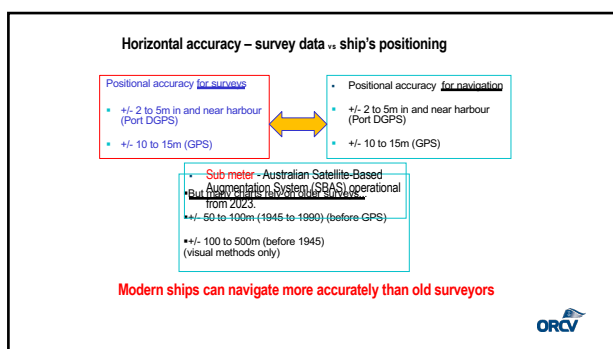 Horizontal accuracy – survey data vs ship's positioning
Positional accuracy for surveys
▪ +/- 2 to 5m in and near harbour
(Port DGPS)
▪ +/- 10 to 15m (GPS)
• Positional accuracy for navigation
▪ +/- 2 to 5m in and near harbour
(Port DGPS)
▪ +/- 10 to 15m (GPS)
• Sub meter - Australian Satellite-Based
Augmentation System (SBAS) operational
from 2023.
▪But many charts rely on older surveys…
▪+/- 50 to 100m (1945 to 1990) (before GPS)
▪+/- 100 to 500m (before 1945)
(visual methods only)
Modern ships can navigate more accurately than old surveyors
ORCV